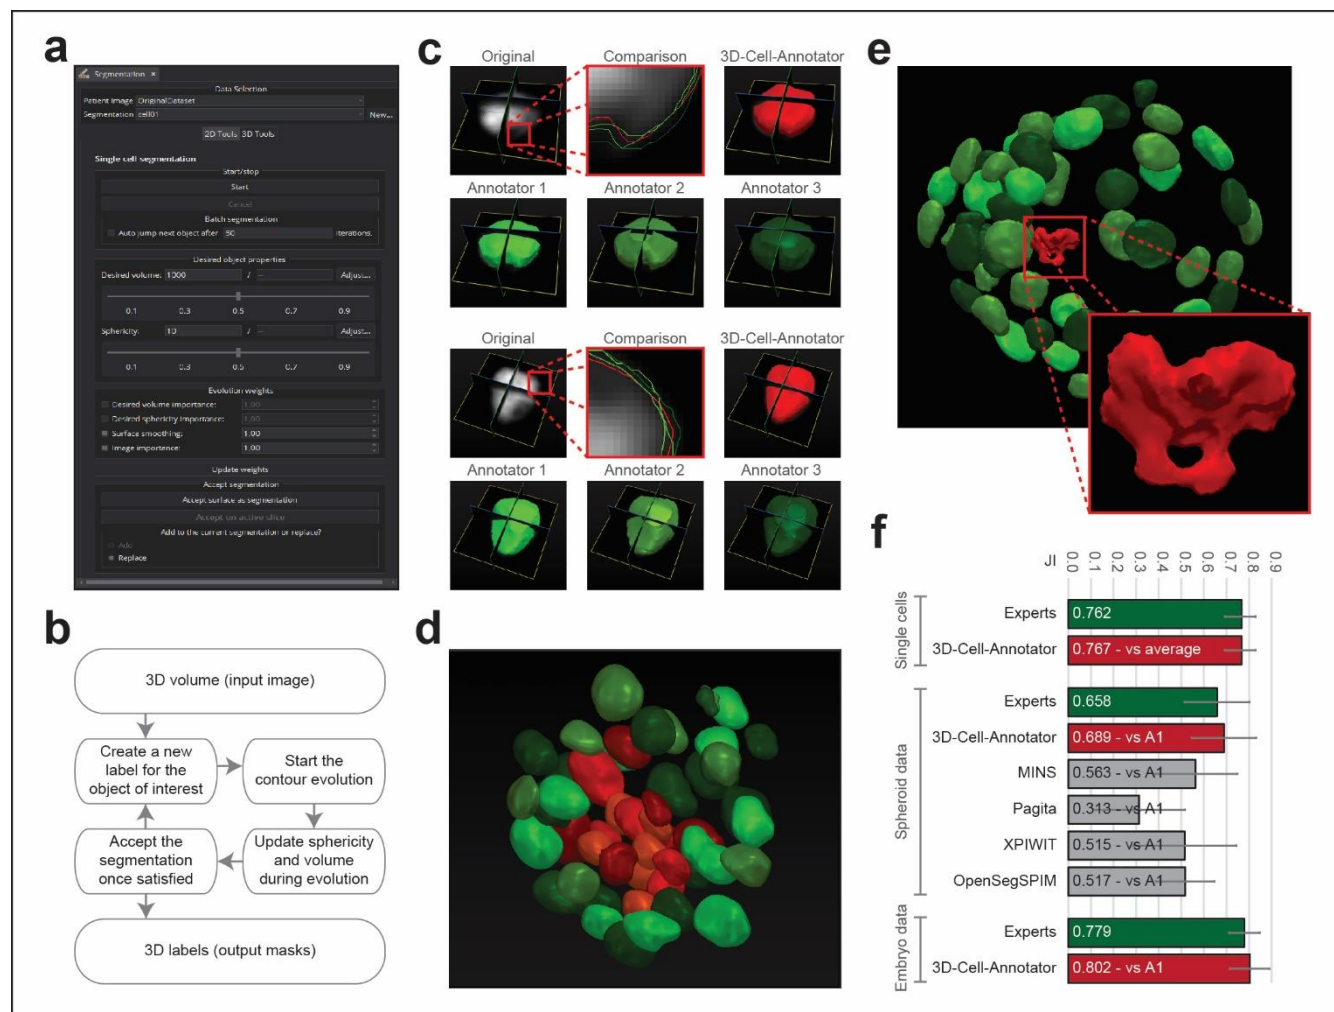 a
Segmentation ×
Data Selection
Patient Image OriginalDataset
Segmentation cell01 New...
2D Tools 3D Tools
Single cell segmentation
Start/stop
Start
Cancel
Batch segmentation
Auto jump next object after 50 iterations.
Desired object properties
Desired volume: 1000 / -- Adjust...
0.1 0.3 0.5 0.7 0.9
Sphericity: 10 / -- Adjust...
0.1 0.3 0.5 0.7 0.9
Evolution weights
Desired volume importance: 1.00
Desired sphericity importance: 1.00
Surface smoothing: 1.00
Image importance: 1.00
Update weights
Accept segmentation
Accept surface as segmentation
Accept on active slice
Add to the current segmentation or replace?
Add
Replace
b
3D volume (input image)
Create a new
label for the
object of interest
Start the
contour evolution
Update sphericity
and volume
during evolution
Accept the
segmentation
once satisfied
3D labels (output masks)
c
Original Comparison 3D-Cell-Annotator
Annotator 1 Annotator 2 Annotator 3
Original Comparison 3D-Cell-Annotator
Annotator 1 Annotator 2 Annotator 3
d
e
f
JI 0.0 0.1 0.2 0.3 0.4 0.5 0.6 0.7 0.8 0.9
Single cells
Experts 0.762
3D-Cell-Annotator 0.767 - vs average
Spheroid data
Experts 0.658
3D-Cell-Annotator 0.689 - vs A1
MINS 0.563 - vs A1
Pagita 0.313 - vs A1
XPIWIT 0.515 - vs A1
OpenSegSPIM 0.517 - vs A1
Embryo data
Experts 0.779
3D-Cell-Annotator 0.802 - vs A1